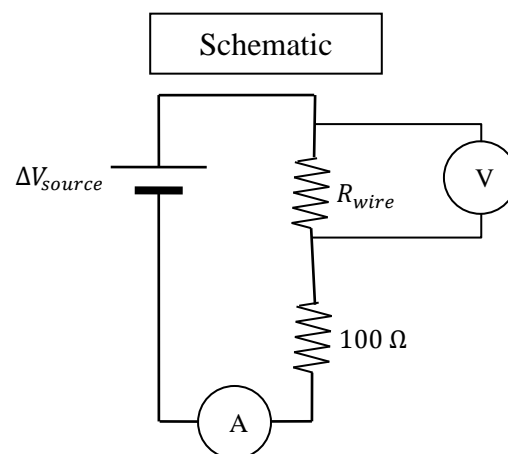 Schematic
ΔV_source
V
R_wire
100 Ω
A